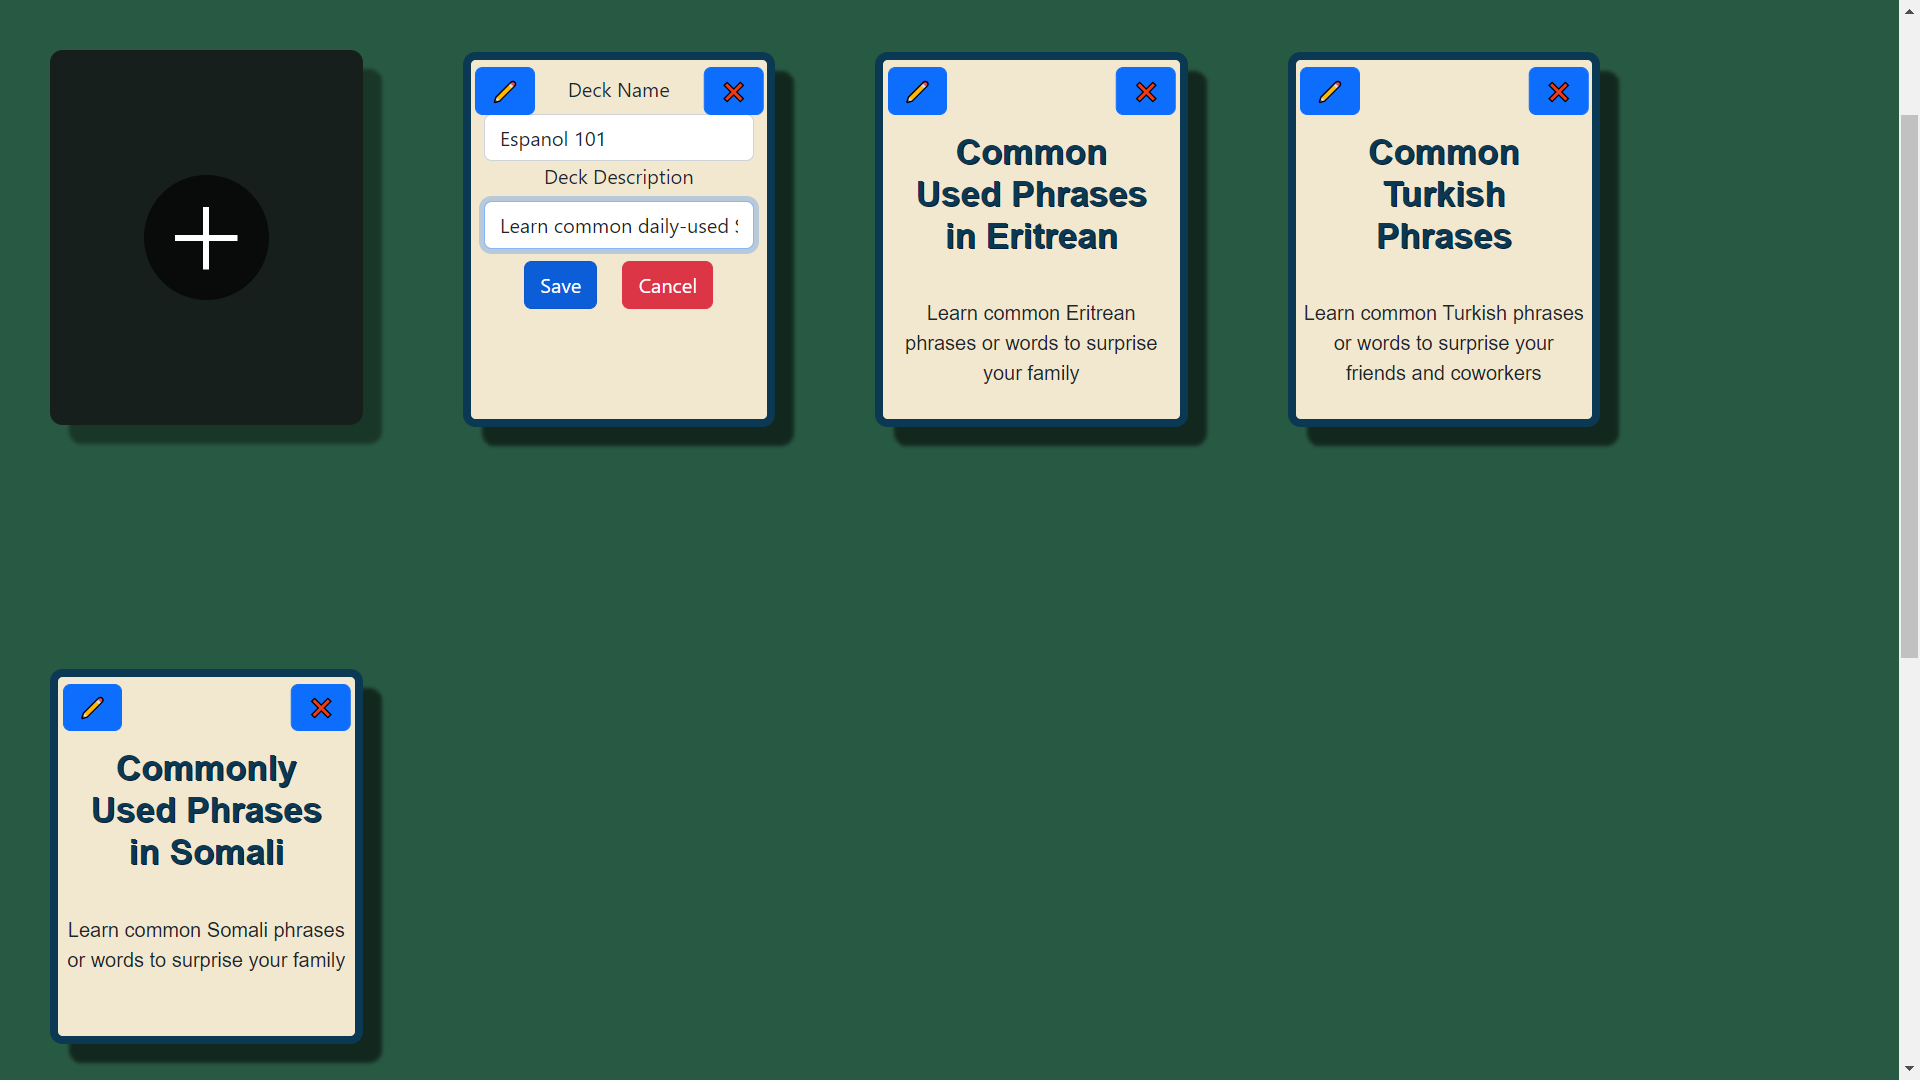 Deck Name
Espanol 101
Deck Description
Learn common daily-used
Save
Cancel
Common
Used Phrases
in Eritrean
Learn common Eritrean
phrases or words to surprise
your family
Common
Turkish
Phrases
Learn common Turkish phrases
or words to surprise your
friends and coworkers
Commonly
Used Phrases
in Somali
Learn common Somali phrases
or words to surprise your family